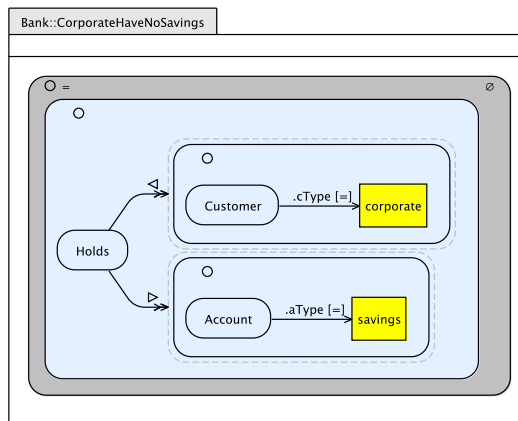 Bank::CorporateHaveNoSavings
= ∅
Customer .cType [=] corporate
Holds
Account .aType [=] savings